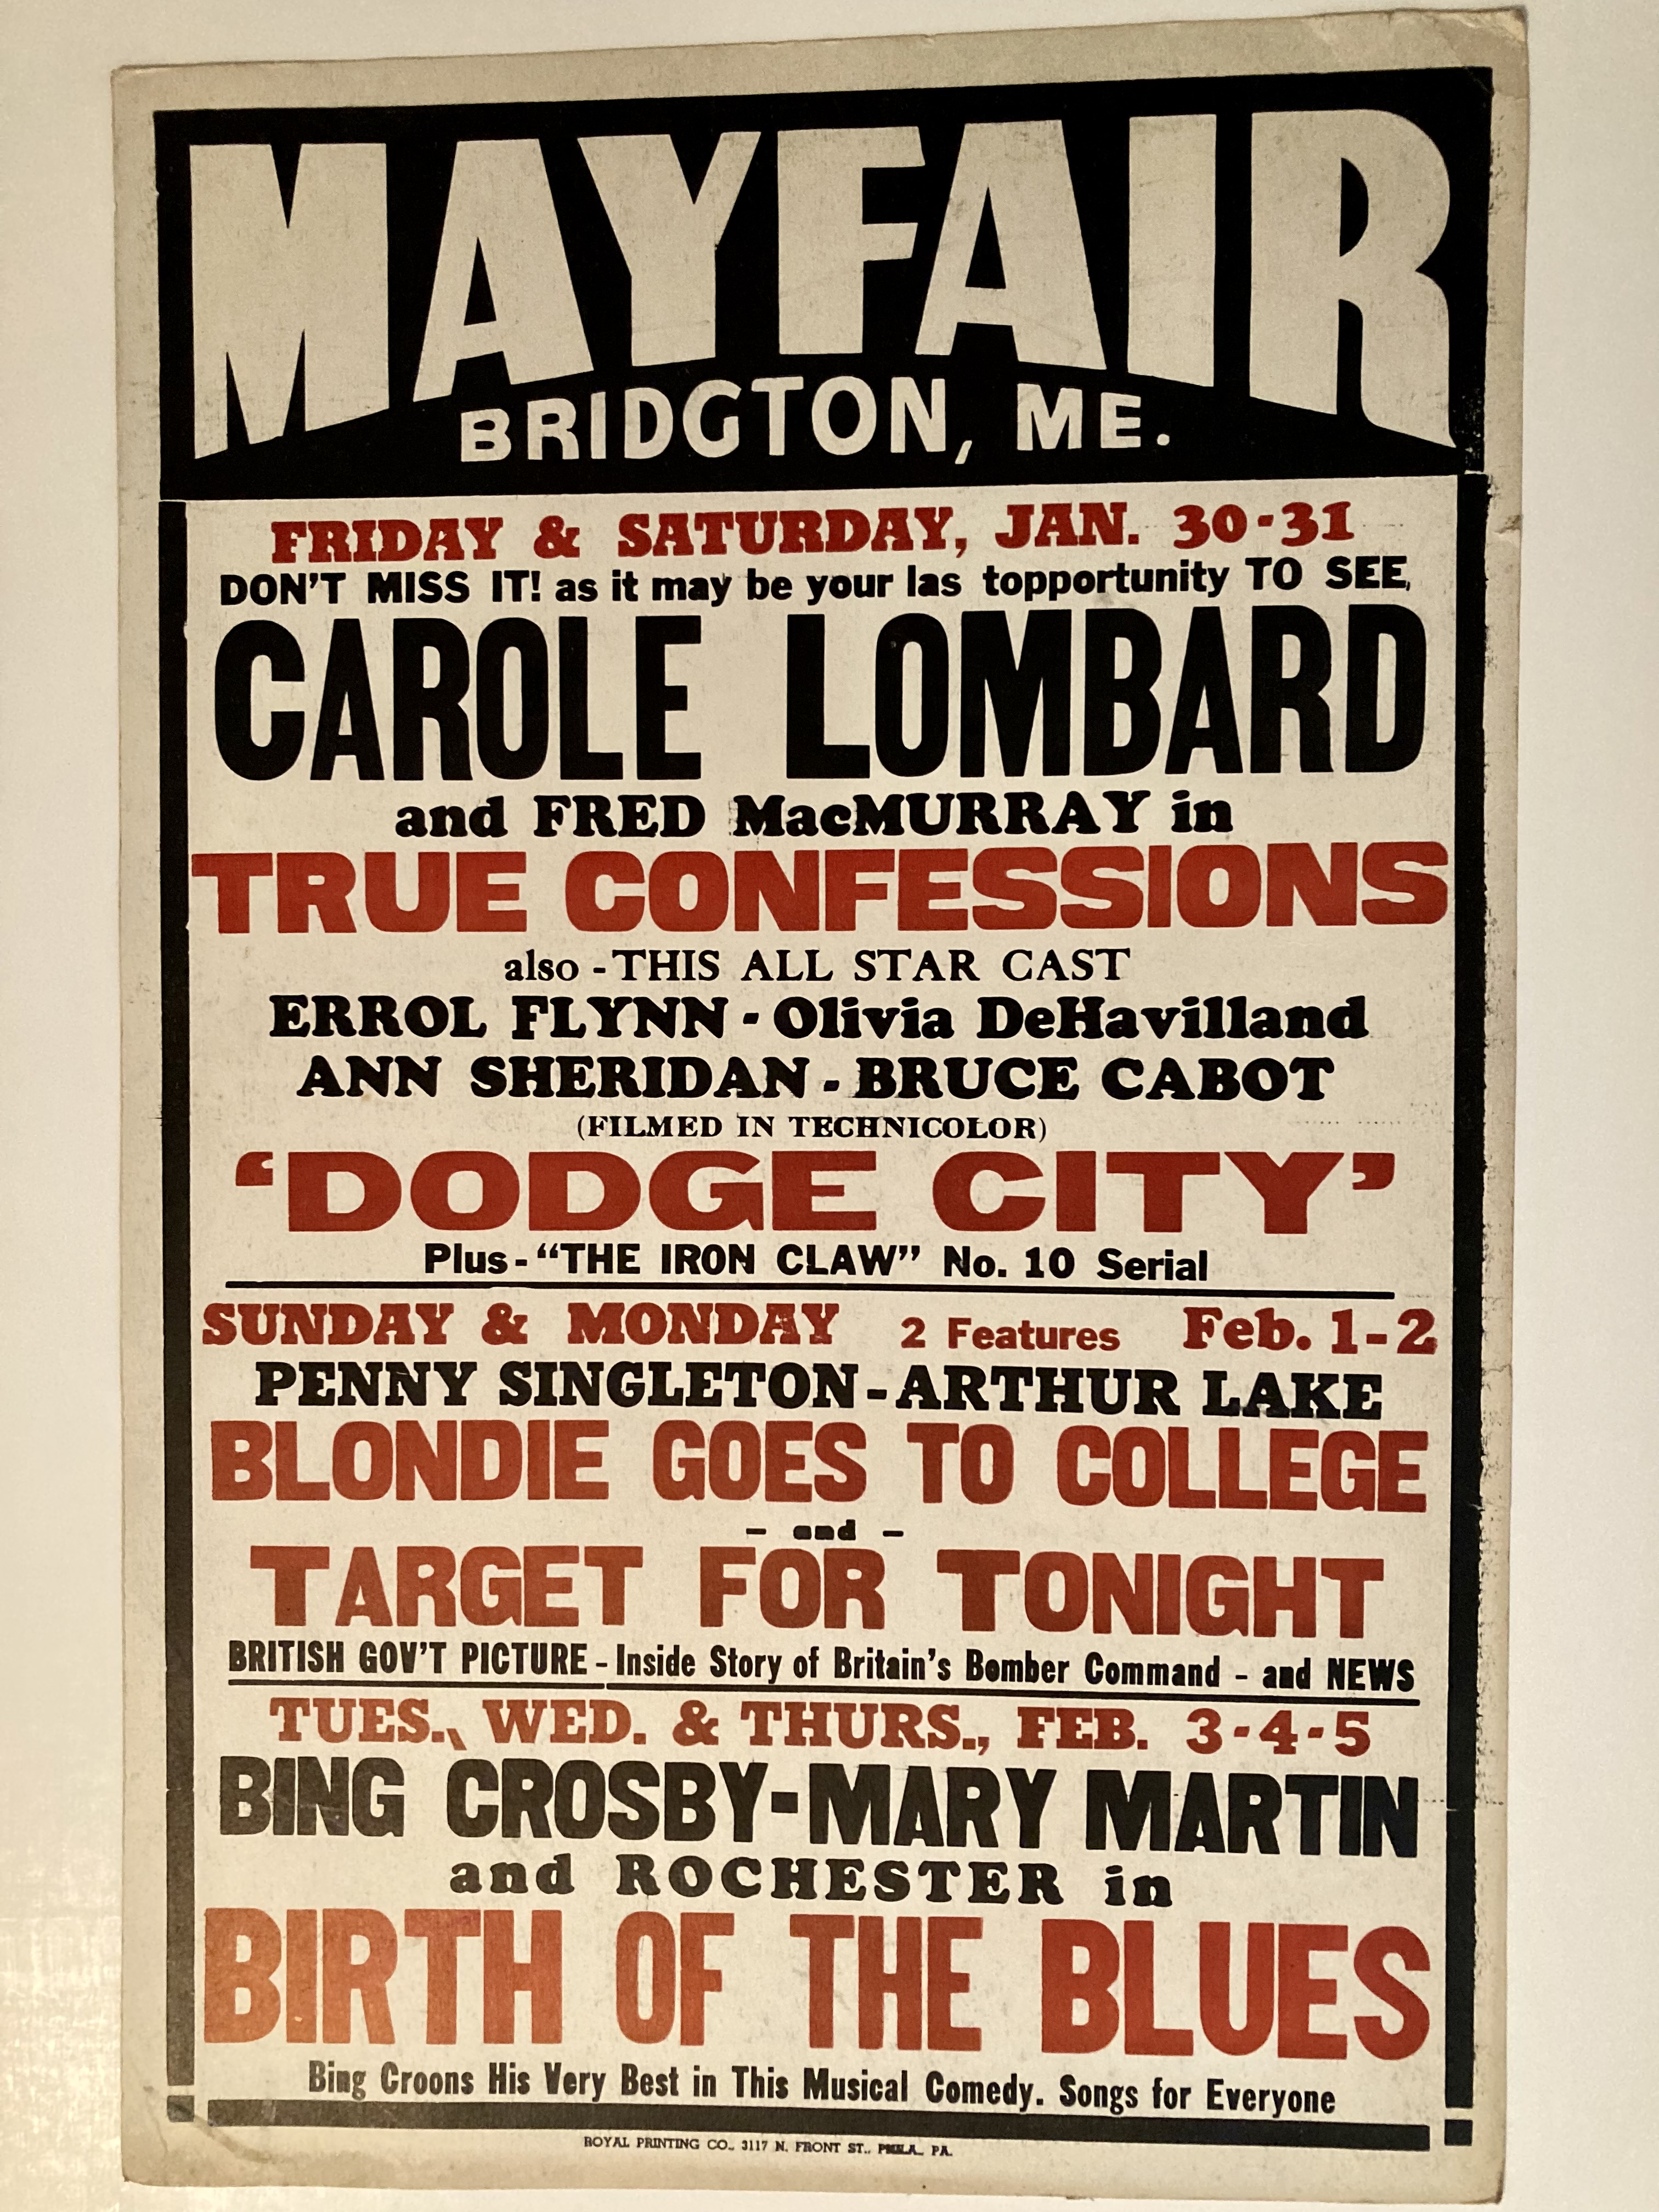 MAYFAIR
BRIDGTON, ME.
FRIDAY & SATURDAY, JAN. 30-31
DON'T MISS IT! as it may be your las topportunity TO SEE,
CAROLE LOMBARD
and FRED MacMURRAY in
TRUE CONFESSIONS
also - THIS ALL STAR CAST
ERROL FLYNN - Olivia DeHavilland
ANN SHERIDAN - BRUCE CABOT
(FILMED IN TECHNICOLOR)
'DODGE CITY'
Plus - "THE IRON CLAW" No. 10 Serial
SUNDAY & MONDAY 2 Features Feb. 1-2
PENNY SINGLETON - ARTHUR LAKE
BLONDIE GOES TO COLLEGE
- and -
TARGET FOR TONIGHT
BRITISH GOV'T PICTURE - Inside Story of Britain's Bomber Command - and NEWS
TUES., WED. & THURS., FEB. 3-4-5
BING CROSBY-MARY MARTIN
and ROCHESTER in
BIRTH OF THE BLUES
Bing Croons His Very Best in This Musical Comedy. Songs for Everyone
ROYAL PRINTING CO., 3117 N. FRONT ST., PHILA., PA.